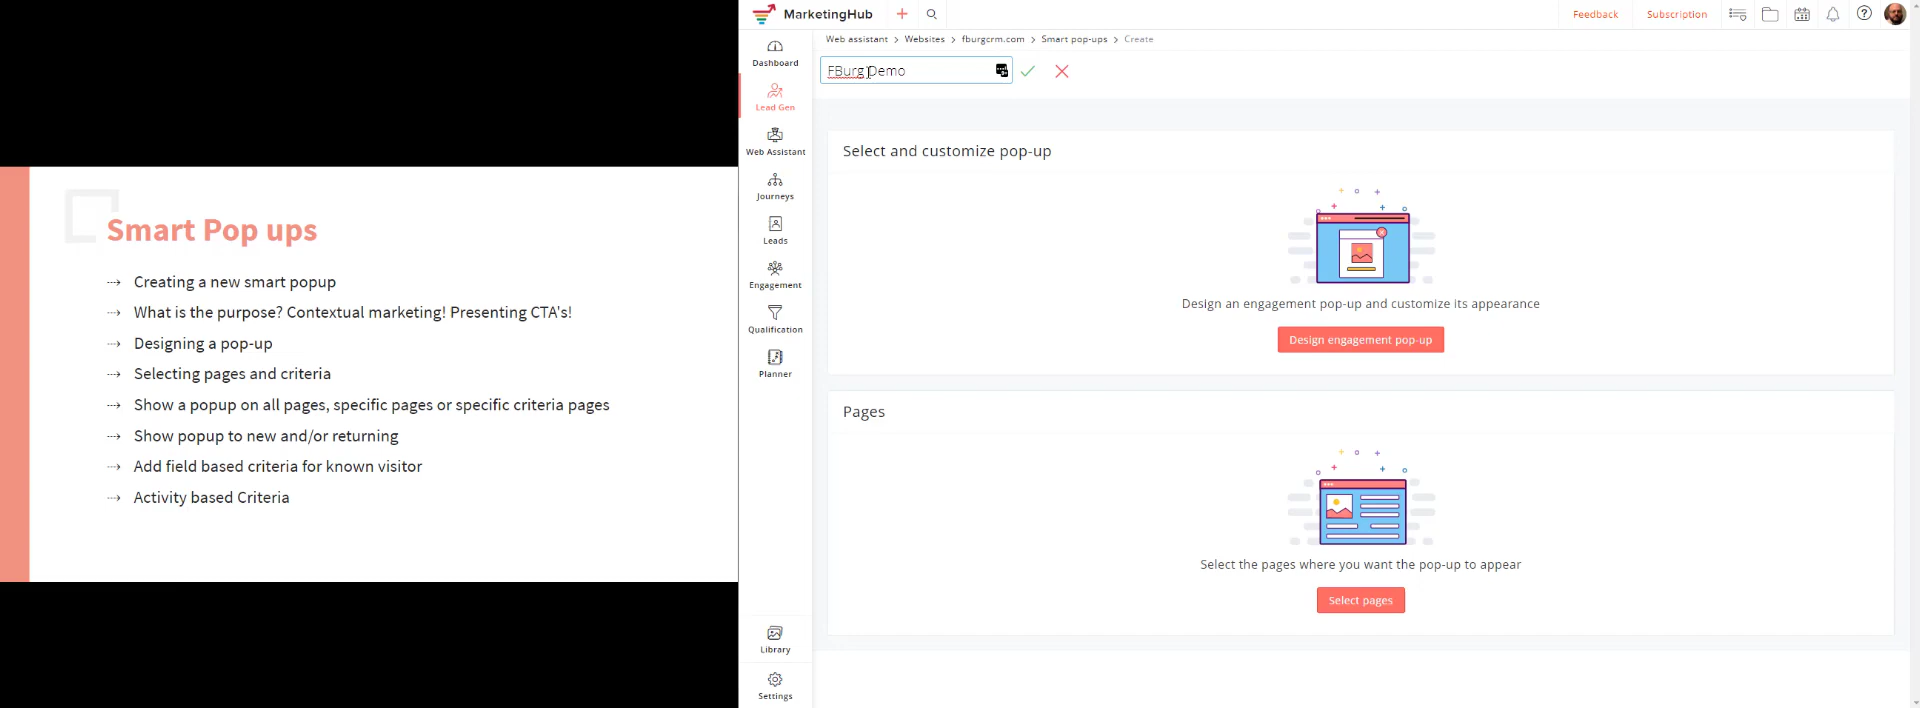 Smart Pop ups
Creating a new smart popup
What is the purpose? Contextual marketing! Presenting CTA's!
Designing a pop-up
Selecting pages and criteria
Show a popup on all pages, specific pages or specific criteria pages
Show popup to new and/or returning
Add field based criteria for known visitor
Activity based Criteria
MarketingHub
Feedback
Subscription
Dashboard
Lead Gen
Web Assistant
Journeys
Leads
Engagement
Qualification
Planner
Library
Settings
Web assistant > Websites > fburgcrm.com > Smart pop-ups > Create
FBurg Demo
Select and customize pop-up
Design an engagement pop-up and customize its appearance
Design engagement pop-up
Pages
Select the pages where you want the pop-up to appear
Select pages